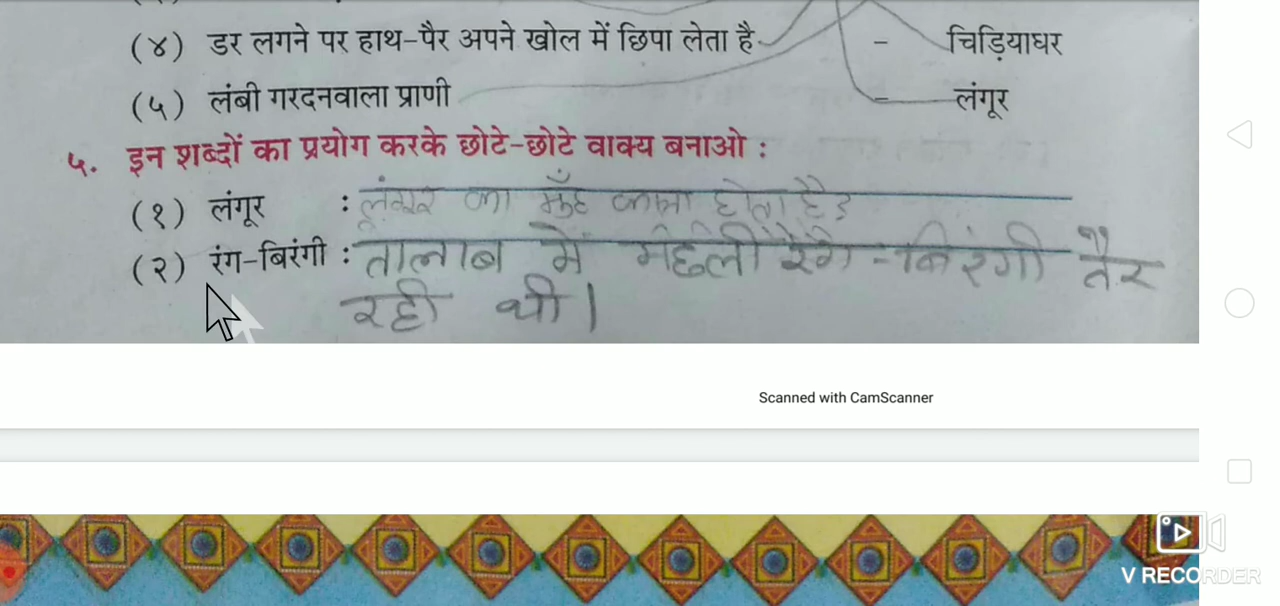 (४) डर लगने पर हाथ-पैर अपने खोल में छिपा लेता है - चिड़ियाघर
(५) लंबी गरदनवाला प्राणी - लंगूर
५. इन शब्दों का प्रयोग करके छोटे-छोटे वाक्य बनाओ :
(१) लंगूर : लंगूर का मुँह काला होता है
(२) रंग-बिरंगी : तालाब में मछली रंग-बिरंगी तैर
रही थी।
Scanned with CamScanner
V RECORDER